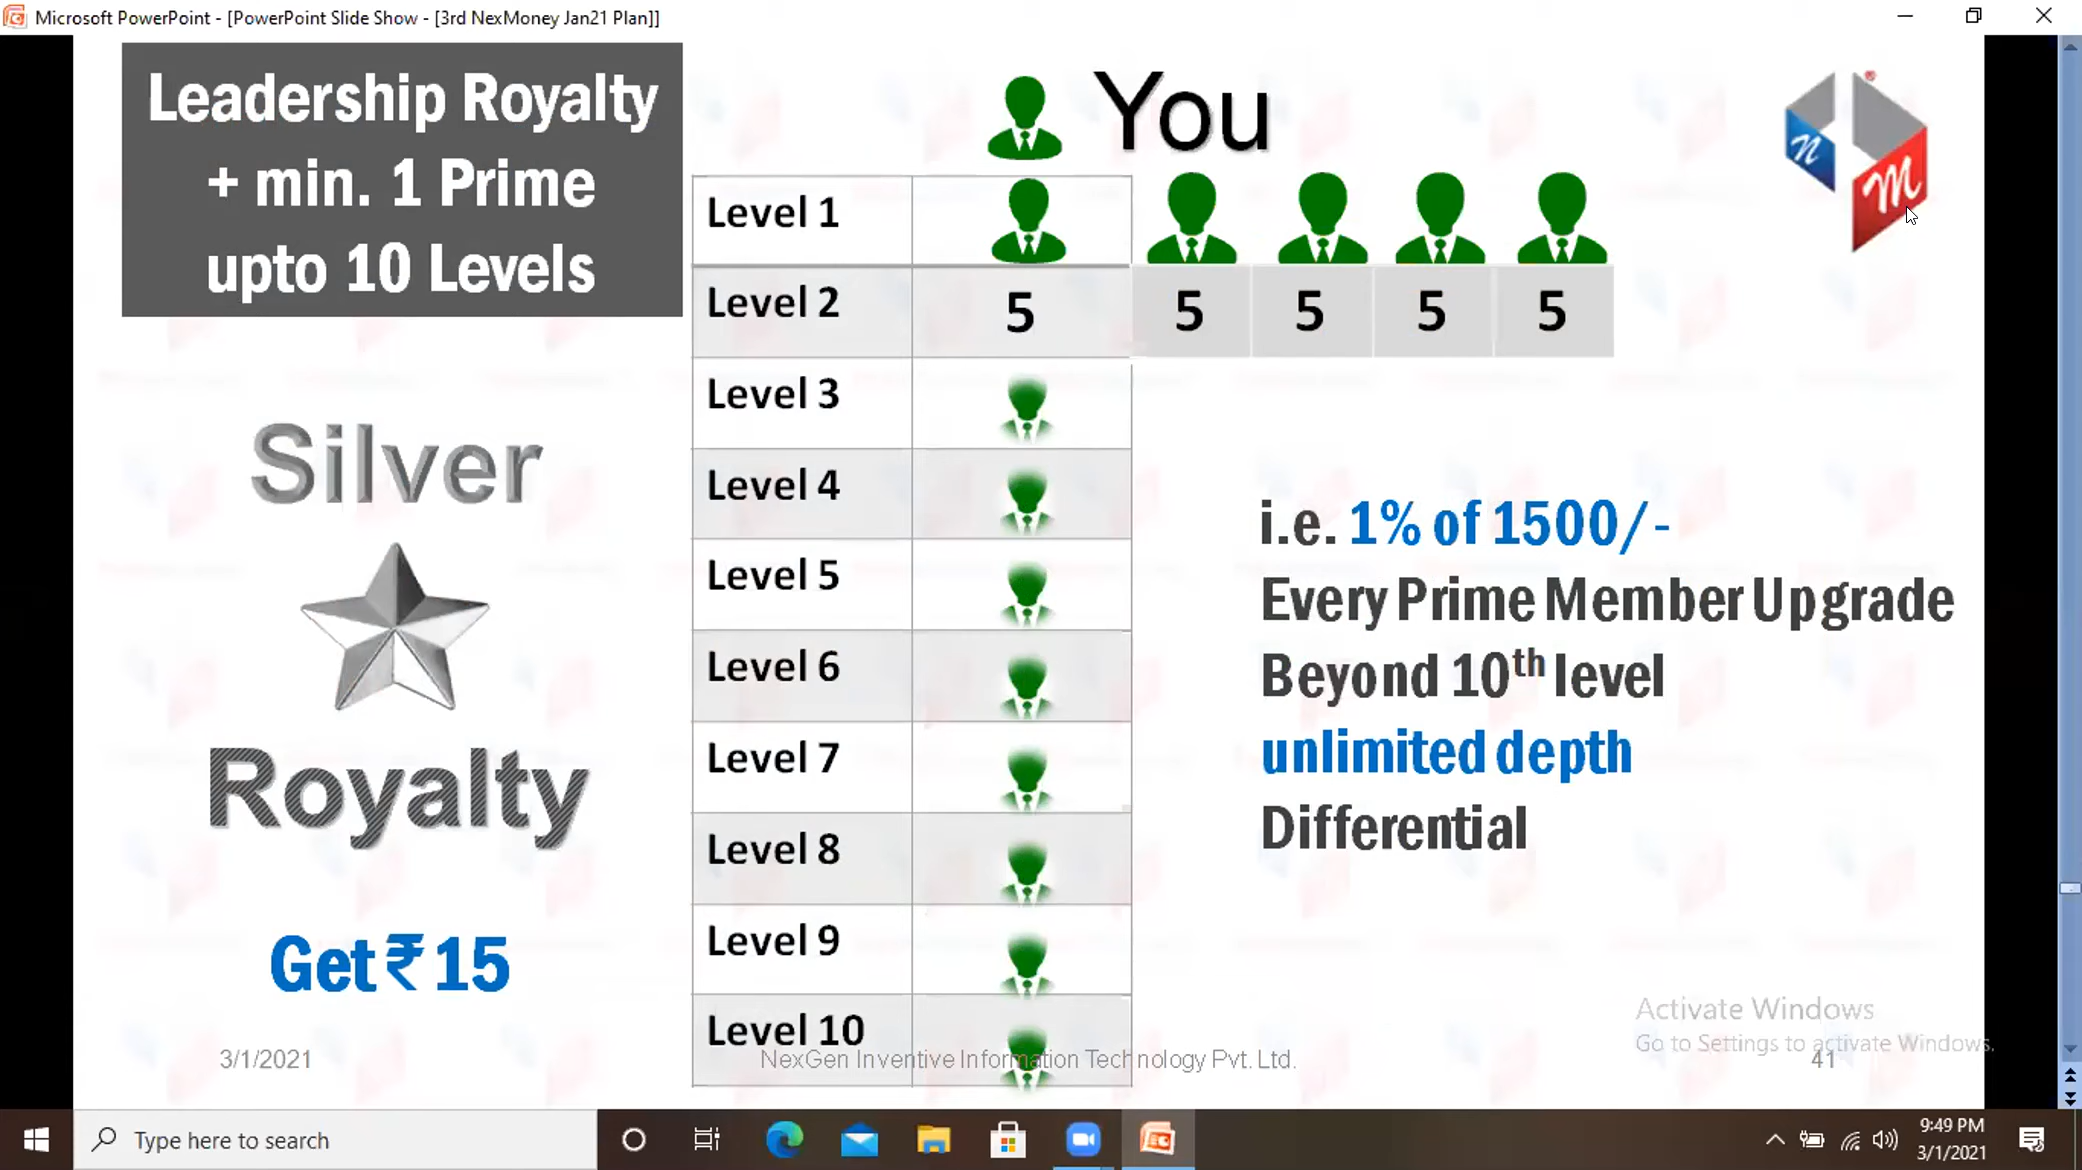 Microsoft PowerPoint - [PowerPoint Slide Show - [3rd NexMoney Jan21 Plan]]
Leadership Royalty
+ min. 1 Prime
upto 10 Levels
You
n
m
®
Level 1
Level 2 5 5 5 5 5
Level 3
Level 4
Level 5
Level 6
Level 7
Level 8
Level 9
Level 10
Silver
Royalty
Get ₹ 15
i.e. 1% of 1500/-
Every Prime Member Upgrade
Beyond 10th level
unlimited depth
Differential
Activate Windows
Go to Settings to activate Windows.
3/1/2021
NexGen Inventive Information Technology Pvt. Ltd.
41
Type here to search
9:49 PM
3/1/2021